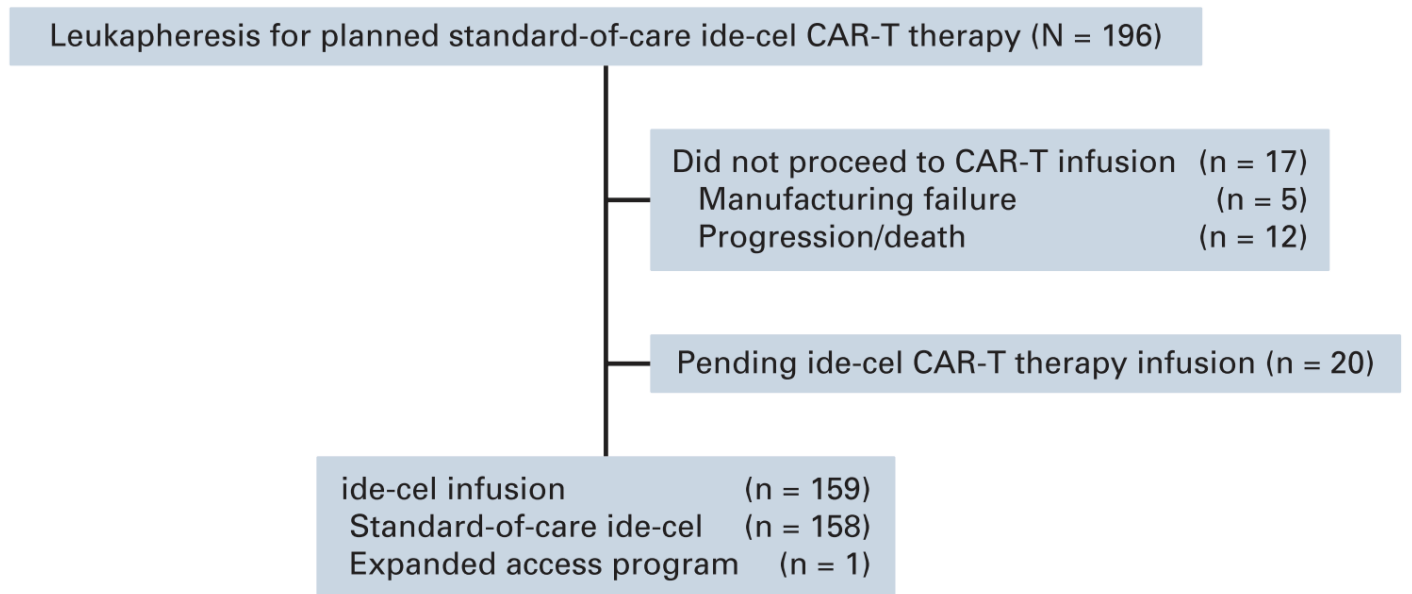 Leukapheresis for planned standard-of-care ide-cel CAR-T therapy (N = 196)
Did not proceed to CAR-T infusion (n = 17)
Manufacturing failure (n = 5)
Progression/death (n = 12)
Pending ide-cel CAR-T therapy infusion (n = 20)
ide-cel infusion (n = 159)
Standard-of-care ide-cel (n = 158)
Expanded access program (n = 1)